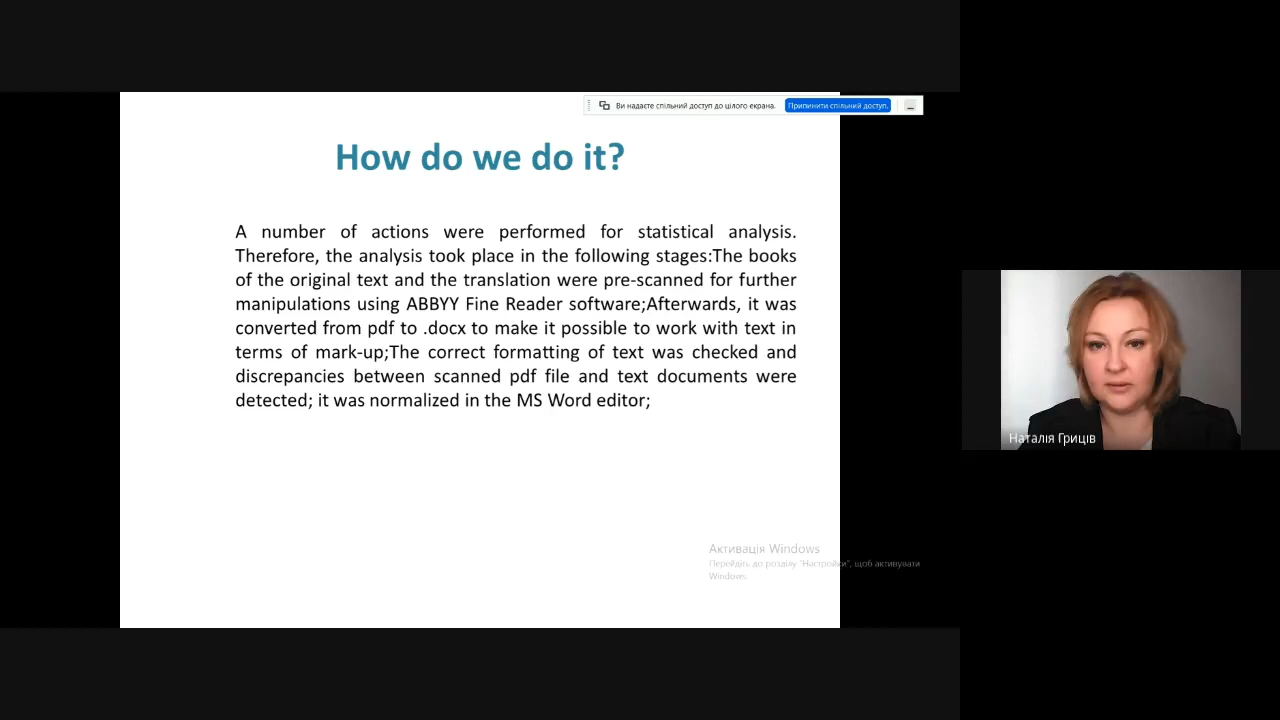 Ви надаєте спільний доступ до цілого екрана.
Припинити спільний доступ.
How do we do it?
A number of actions were performed for statistical analysis.
Therefore, the analysis took place in the following stages:The books
of the original text and the translation were pre-scanned for further
manipulations using ABBYY Fine Reader software;Afterwards, it was
converted from pdf to .docx to make it possible to work with text in
terms of mark-up;The correct formatting of text was checked and
discrepancies between scanned pdf file and text documents were
detected; it was normalized in the MS Word editor;
Наталія Гриців
Активація Windows
Перейдіть до розділу "Настройки", щоб активувати
Windows.